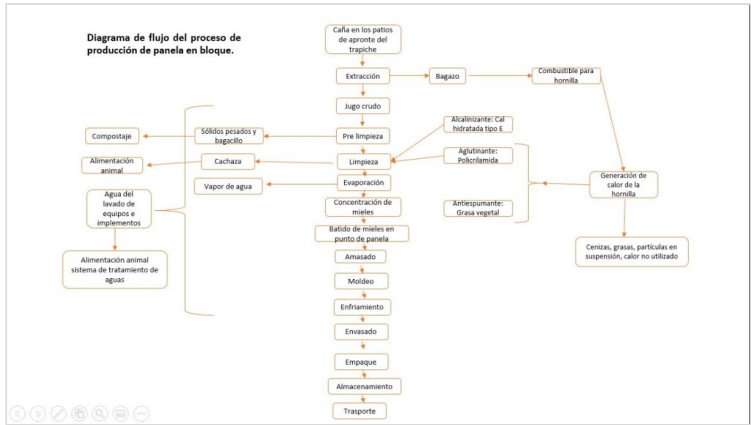 Diagrama de flujo del proceso de
producción de panela en bloque.
Caña en los patios
de apronte del
trapiche
Extracción
Bagazo
Combustible para
hornilla
Jugo crudo
Alcalinizante: Cal
hidratada tipo E
Compostaje
Sólidos pesados y
bagacillo
Pre limpieza
Aglutinante:
Policrilamida
Alimentación
animal
Cachaza
Limpieza
Vapor de agua
Evaporación
Generación de
calor de la
hornilla
Agua del
lavado de
equipos e
implementos
Concentración de
mieles
Antiespumante:
Grasa vegetal
Batido de mieles en
punto de panela
Alimentación animal
sistema de tratamiento de
aguas
Amasado
Cenizas, grasas, partículas en
suspensión, calor no utilizado
Moldeo
Enfriamiento
Envasado
Empaque
Almacenamiento
Trasporte